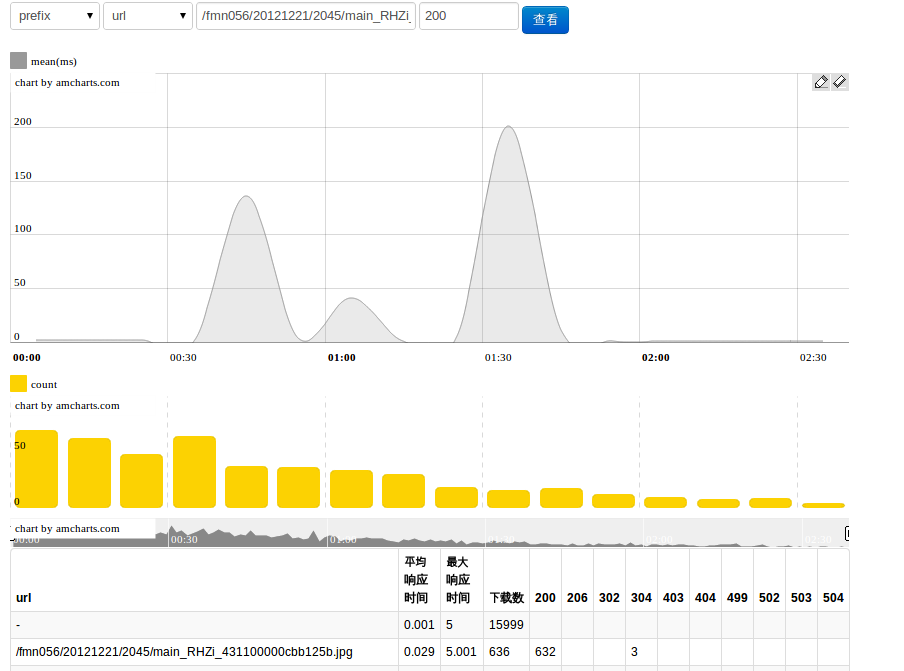 prefix url /fmn056/20121221/2045/main_RHZi_ 200 查看
mean(ms)
chart by amcharts.com
200
150
100
50
0
00:00 00:30 01:00 01:30 02:00 02:30
count
chart by amcharts.com
50
0
chart by amcharts.com
00:00 00:30 01:00 01:30 02:00 02:30
url 平均响应时间 最大响应时间 下载数 200 206 302 304 403 404 499 502 503 504
- 0.001 5 15999
/fmn056/20121221/2045/main_RHZi_431100000cbb125b.jpg 0.029 5.001 636 632 3